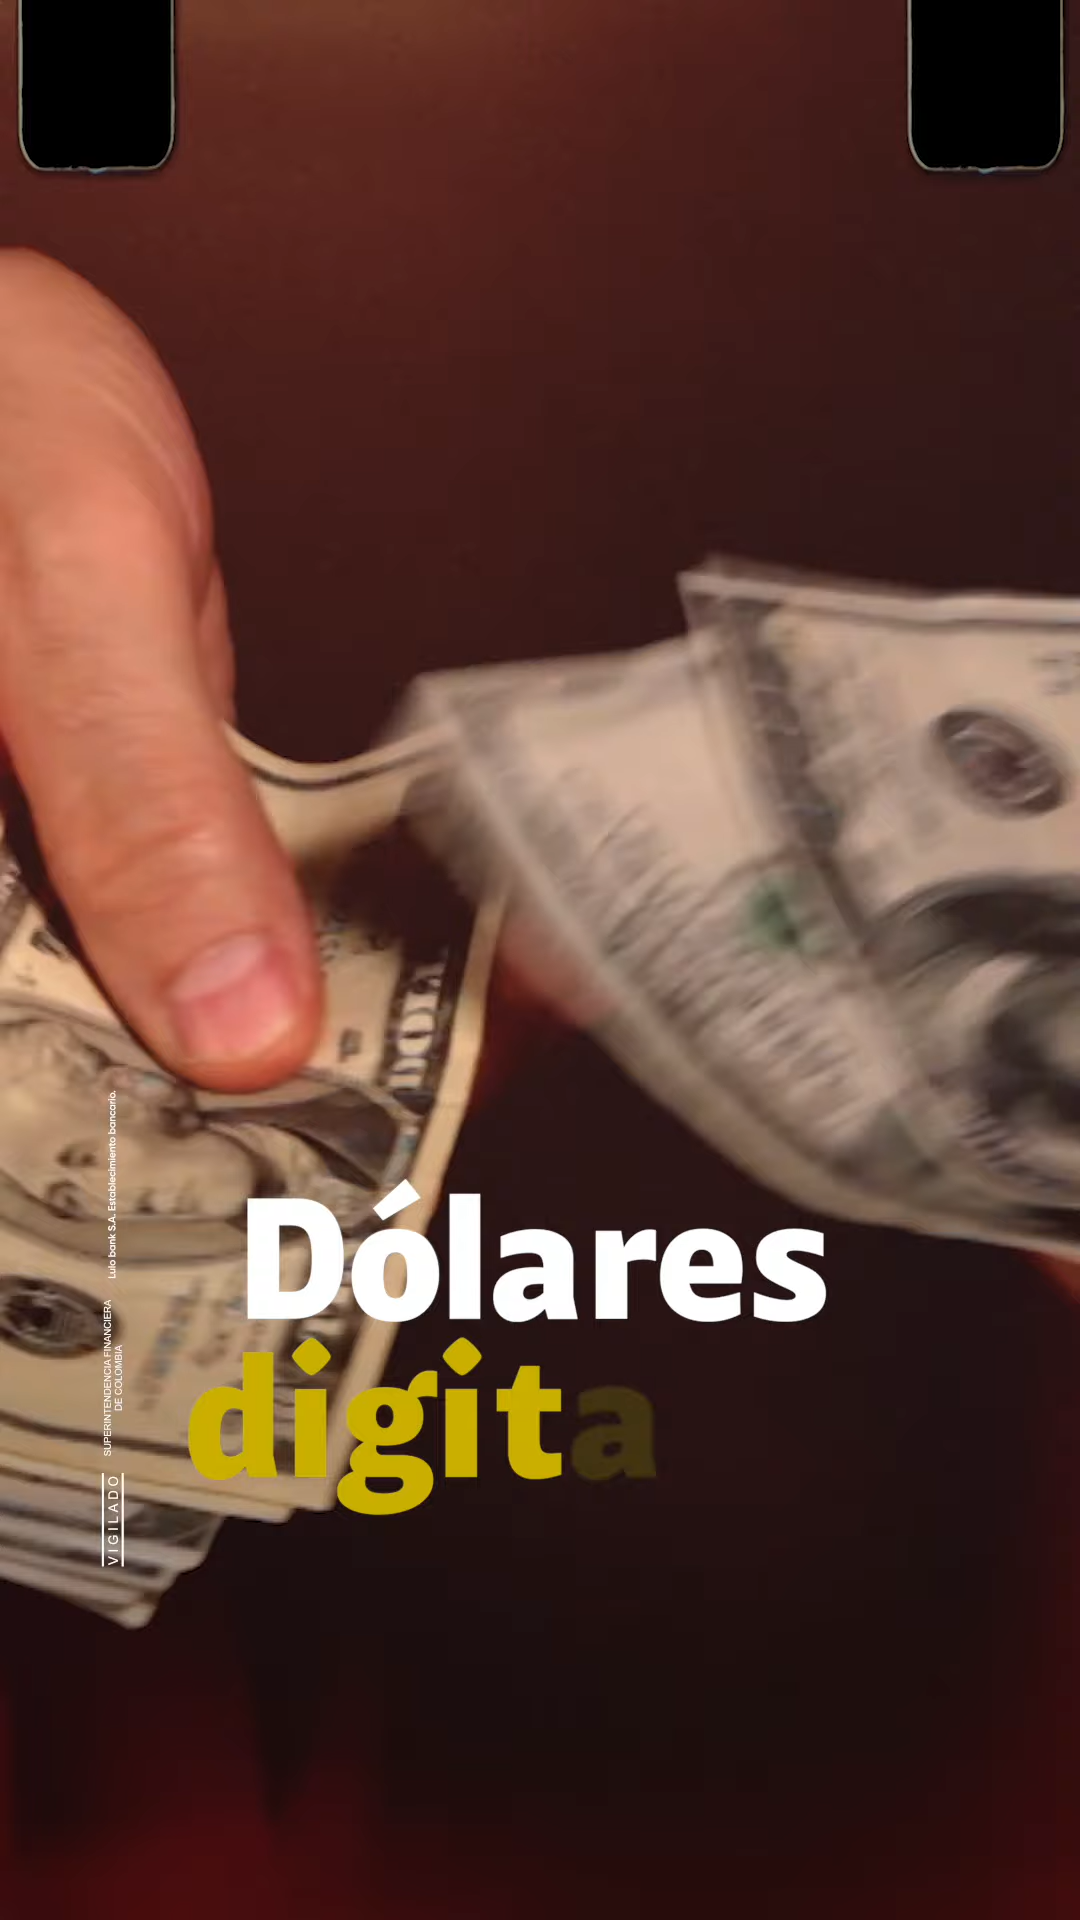 Dólares
digita
VIGILADO
SUPERINTENDENCIA FINANCIERA
DE COLOMBIA
Lulo bank S.A. Establecimiento bancario.